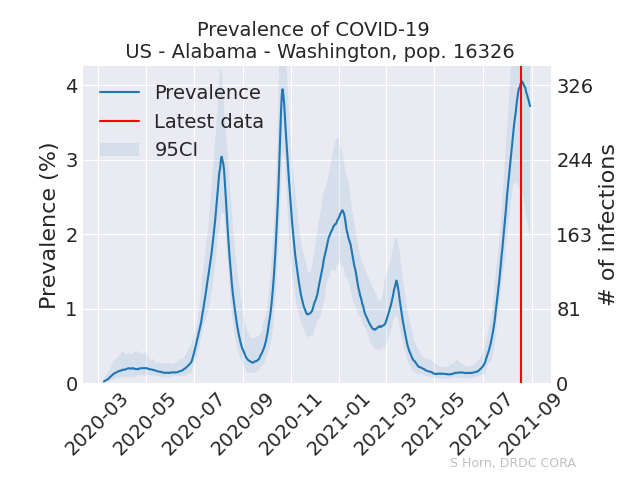 Prevalence of COVID-19
US - Alabama - Washington, pop. 16326
Prevalence (%)
4
3
2
1
0
Prevalence
Latest data
95CI
326
244
163
81
0
# of infections
2020-03
2020-05
2020-07
2020-09
2020-11
2021-01
2021-03
2021-05
2021-07
2021-09
S Horn, DRDC CORA